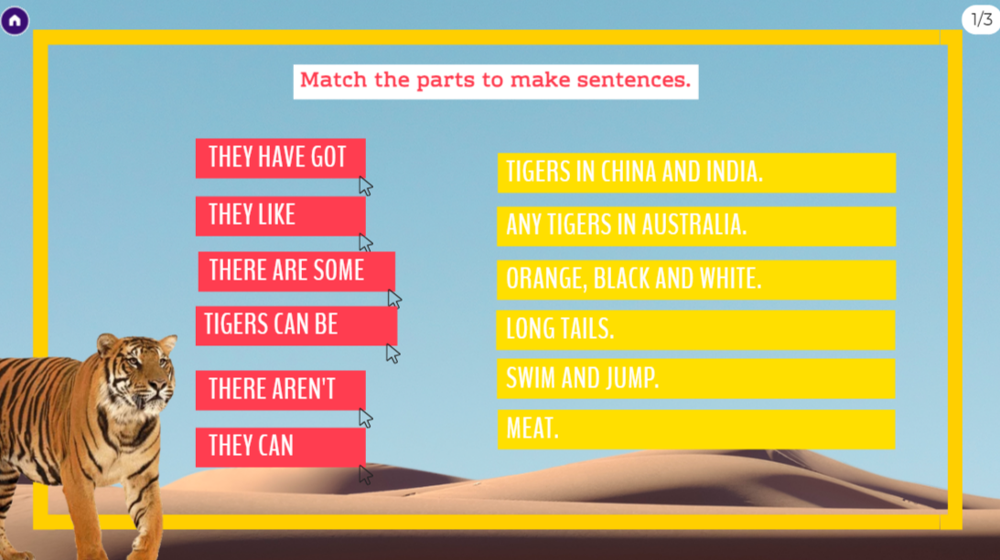 1/3
Match the parts to make sentences.
THEY HAVE GOT
THEY LIKE
THERE ARE SOME
TIGERS CAN BE
THERE AREN'T
THEY CAN
TIGERS IN CHINA AND INDIA.
ANY TIGERS IN AUSTRALIA.
ORANGE, BLACK AND WHITE.
LONG TAILS.
SWIM AND JUMP.
MEAT.